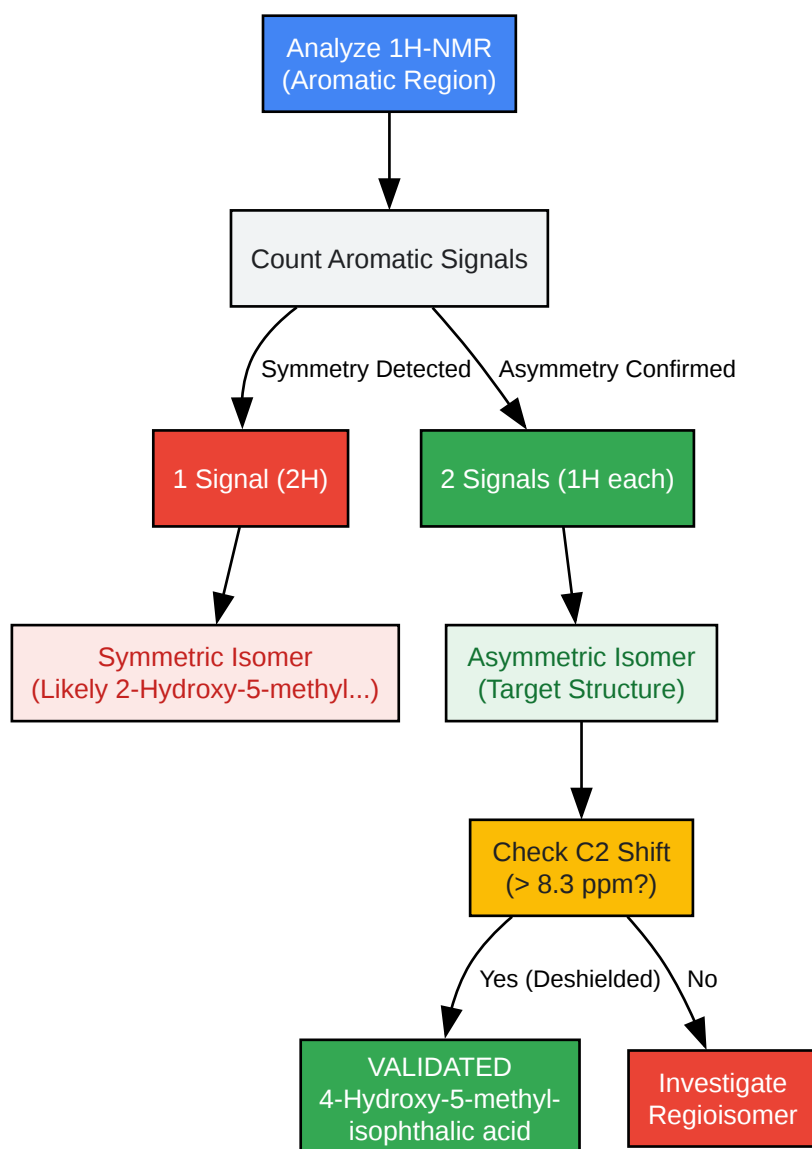 Analyze 1H-NMR
(Aromatic Region)
Count Aromatic Signals
Symmetry Detected
Asymmetry Confirmed
1 Signal (2H)
2 Signals (1H each)
Symmetric Isomer
(Likely 2-Hydroxy-5-methyl...)
Asymmetric Isomer
(Target Structure)
Check C2 Shift
(> 8.3 ppm?)
Yes (Deshielded)
No
VALIDATED
4-Hydroxy-5-methyl-
isophthalic acid
Investigate
Regioisomer